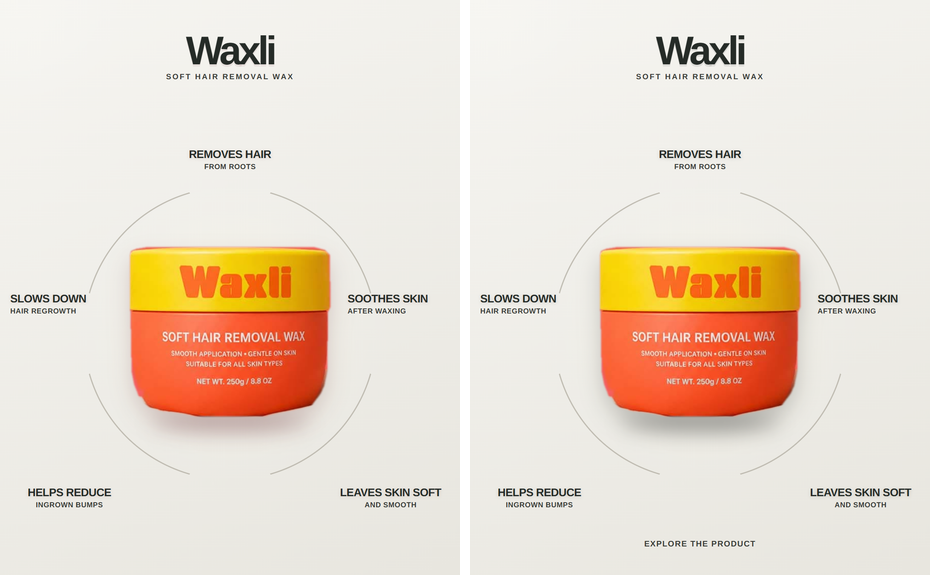 Waxli
SOFT HAIR REMOVAL WAX
REMOVES HAIR
FROM ROOTS
SLOWS DOWN
HAIR REGROWTH
SOOTHES SKIN
AFTER WAXING
Waxli
SOFT HAIR REMOVAL WAX
SMOOTH APPLICATION • GENTLE ON SKIN
SUITABLE FOR ALL SKIN TYPES
NET WT. 250g / 8.8 OZ
HELPS REDUCE
INGROWN BUMPS
LEAVES SKIN SOFT
AND SMOOTH
Waxli
SOFT HAIR REMOVAL WAX
REMOVES HAIR
FROM ROOTS
SLOWS DOWN
HAIR REGROWTH
SOOTHES SKIN
AFTER WAXING
Waxli
SOFT HAIR REMOVAL WAX
SMOOTH APPLICATION • GENTLE ON SKIN
SUITABLE FOR ALL SKIN TYPES
NET WT. 250g / 8.8 OZ
HELPS REDUCE
INGROWN BUMPS
LEAVES SKIN SOFT
AND SMOOTH
EXPLORE THE PRODUCT